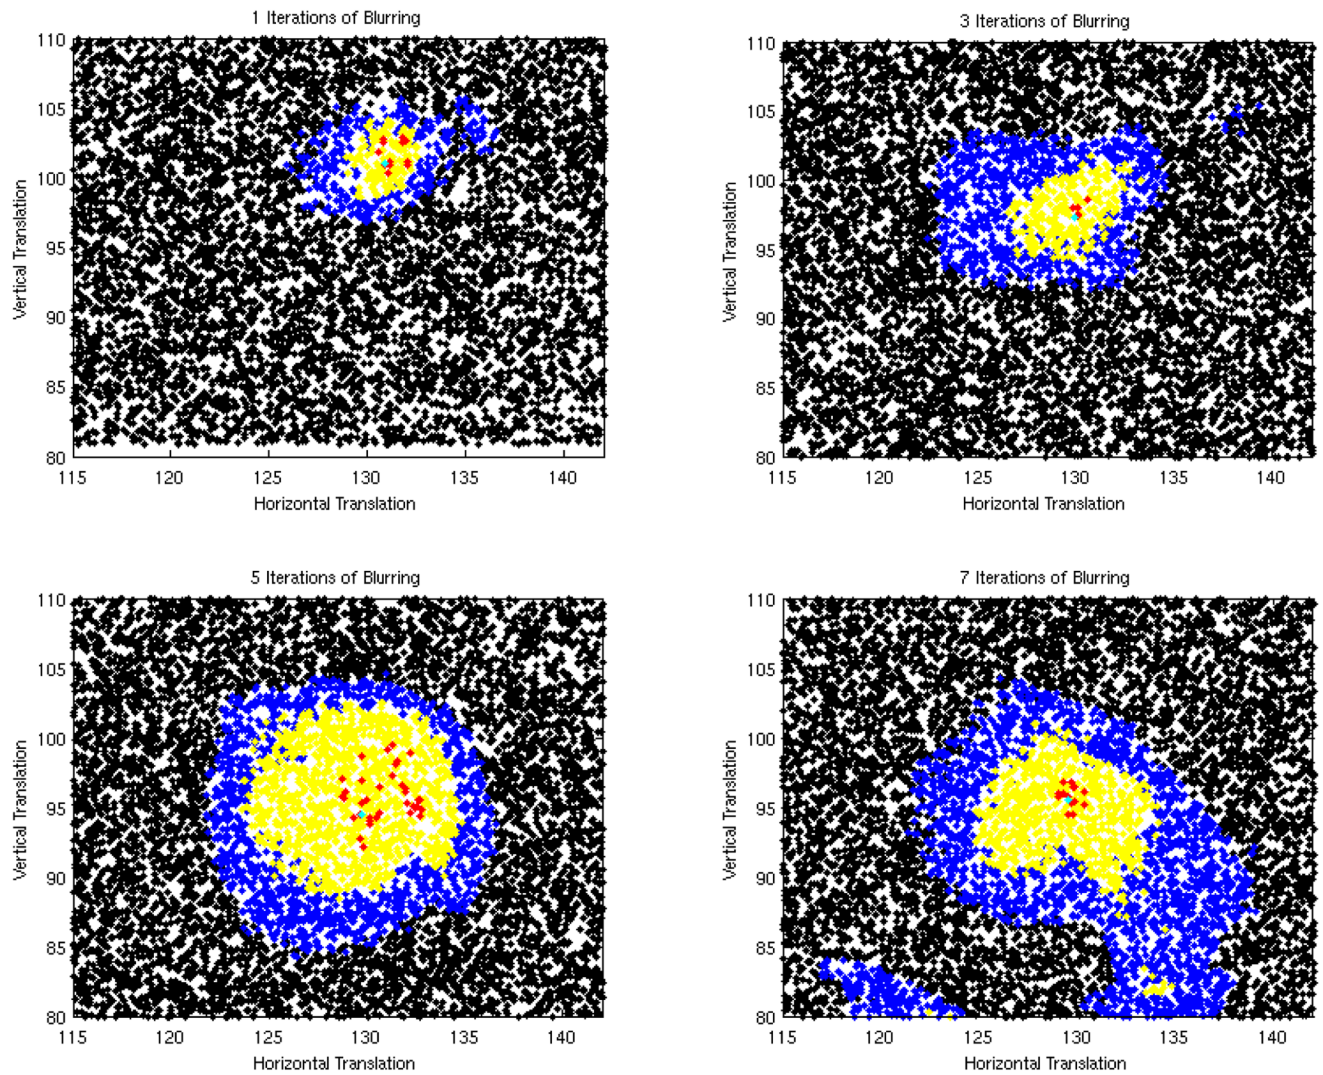 1 Iterations of Blurring
110
105
100
95
90
85
80
115 120 125 130 135 140
Vertical Translation
Horizontal Translation
3 Iterations of Blurring
110
105
100
95
90
85
80
115 120 125 130 135 140
Vertical Translation
Horizontal Translation
5 Iterations of Blurring
110
105
100
95
90
85
80
115 120 125 130 135 140
Vertical Translation
Horizontal Translation
7 Iterations of Blurring
110
105
100
95
90
85
80
115 120 125 130 135 140
Vertical Translation
Horizontal Translation